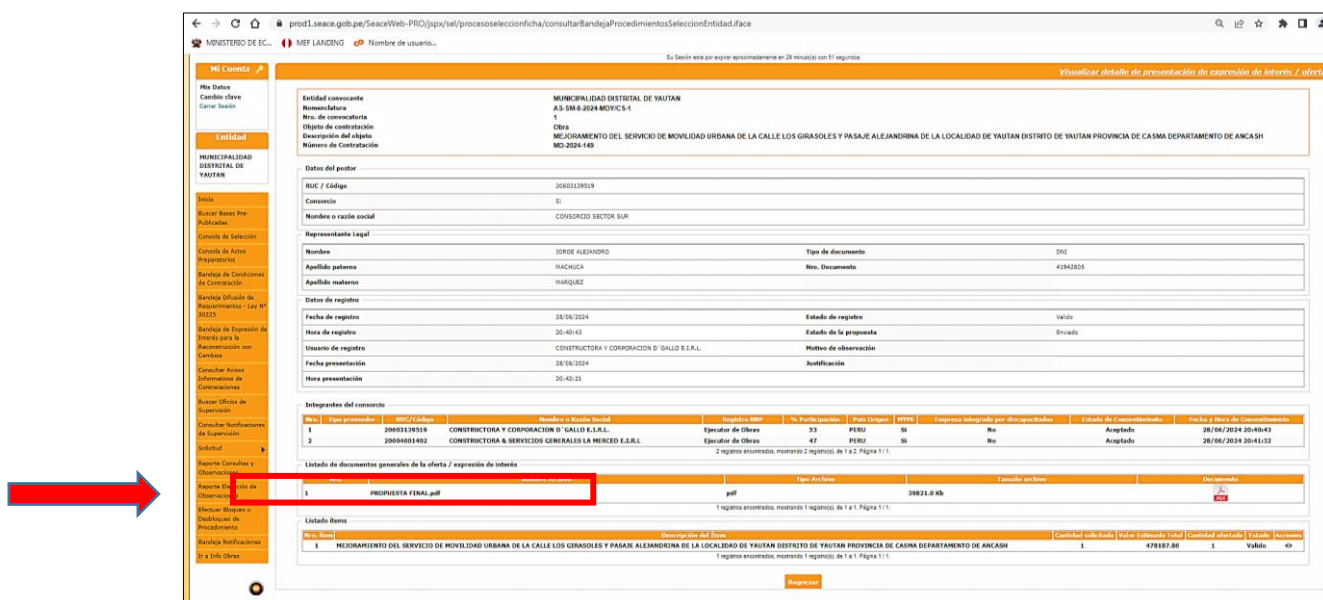 prod1.seace.gob.pe/SeaceWeb-PRO/jspx/sel/procesoseleccionficha/consultarBandejaProcedimientosSeleccionEntidad.iface
MINISTERIO DE EC... MEF LANDING cP Nombre de usuario...
Su Sesión esta por expirar aproximadamente en 29 minuto(s) con 51 segundos
Mi Cuenta
Visualizar detalle de presentación de expresión de interés / oferta
Mis Datos
Cambio clave
Cerrar Sesión
Entidad
MUNICIPALIDAD
DISTRITAL DE
YAUTAN
Inicio
Buscar Bases Pre-
Publicadas
Consola de Selección
Consola de Actos
Preparatorios
Bandeja de Condiciones
de Contratación
Bandeja Difusión de
Requerimientos - Ley N°
30225
Bandeja de Expresión de
Interés para la
Reconstrucción con
Cambios
Consultar Avisos
Informativos de
Contrataciones
Buscar Oficios de
Supervisión
Consultar Notificaciones
de Supervisión
Solicitud
Reporte Consultas y
Observaciones
Reporte Elevación de
Observaciones
Efectuar Bloqueo o
Desbloqueo de
Procedimiento
Bandeja Notificaciones
Ir a Info Obras
Entidad convocante MUNICIPALIDAD DISTRITAL DE YAUTAN
Nomenclatura AS-SM-6-2024-MDY/CS-1
Nro. de convocatoria 1
Objeto de contratación Obra
Descripción del objeto MEJORAMIENTO DEL SERVICIO DE MOVILIDAD URBANA DE LA CALLE LOS GIRASOLES Y PASAJE ALEJANDRINA DE LA LOCALIDAD DE YAUTAN DISTRITO DE YAUTAN PROVINCIA DE CASMA DEPARTAMENTO DE ANCASH
Número de Contratación MD-2024-149
Datos del postor
RUC / Código 20603139519
Consorcio Si
Nombre o razón social CONSORCIO SECTOR SUR
Representante Legal
Nombre JORGE ALEJANDRO Tipo de documento DNI
Apellido paterno MACHUCA Nro. Documento 41942805
Apellido materno MARQUEZ
Datos de registro
Fecha de registro 28/06/2024 Estado de registro Valido
Hora de registro 20:40:43 Estado de la propuesta Enviado
Usuario de registro CONSTRUCTORA Y CORPORACION D´GALLO E.I.R.L. Motivo de observación
Fecha presentación 28/06/2024 Justificación
Hora presentación 20:42:21
Integrantes del consorcio
Nro. Tipo proveedor RUC/Código Nombre o Razón Social Registro RNP % Participación País Origen MYPE Empresa integrada por discapacitados Estado de Consentimiento Fecha y Hora de Consentimiento
1 20603139519 CONSTRUCTORA Y CORPORACION D´GALLO E.I.R.L. Ejecutor de Obras 53 PERU Si No Aceptado 28/06/2024 20:40:43
2 20604601402 CONSTRUCTORA & SERVICIOS GENERALES LA MERCED E.I.R.L Ejecutor de Obras 47 PERU Si No Aceptado 28/06/2024 20:41:32
2 registros encontrados, mostrando 2 registro(s), de 1 a 2. Página 1 / 1.
Listado de documentos generales de la oferta / expresión de interés
Nro. Nombre Archivo Tipo Archivo Tamaño archivo Documento
1 PROPUESTA FINAL.pdf pdf 39821.0 Kb
1 registros encontrados, mostrando 1 registro(s), de 1 a 1. Página 1 / 1.
Listado ítems
Nro. ítem Descripción del ítem Cantidad solicitada Valor Estimado Total Cantidad ofertada Estado Acciones
1 MEJORAMIENTO DEL SERVICIO DE MOVILIDAD URBANA DE LA CALLE LOS GIRASOLES Y PASAJE ALEJANDRINA DE LA LOCALIDAD DE YAUTAN DISTRITO DE YAUTAN PROVINCIA DE CASMA DEPARTAMENTO DE ANCASH 1 478187.86 1 Valido
1 registros encontrados, mostrando 1 registro(s), de 1 a 1. Página 1 / 1.
Regresar